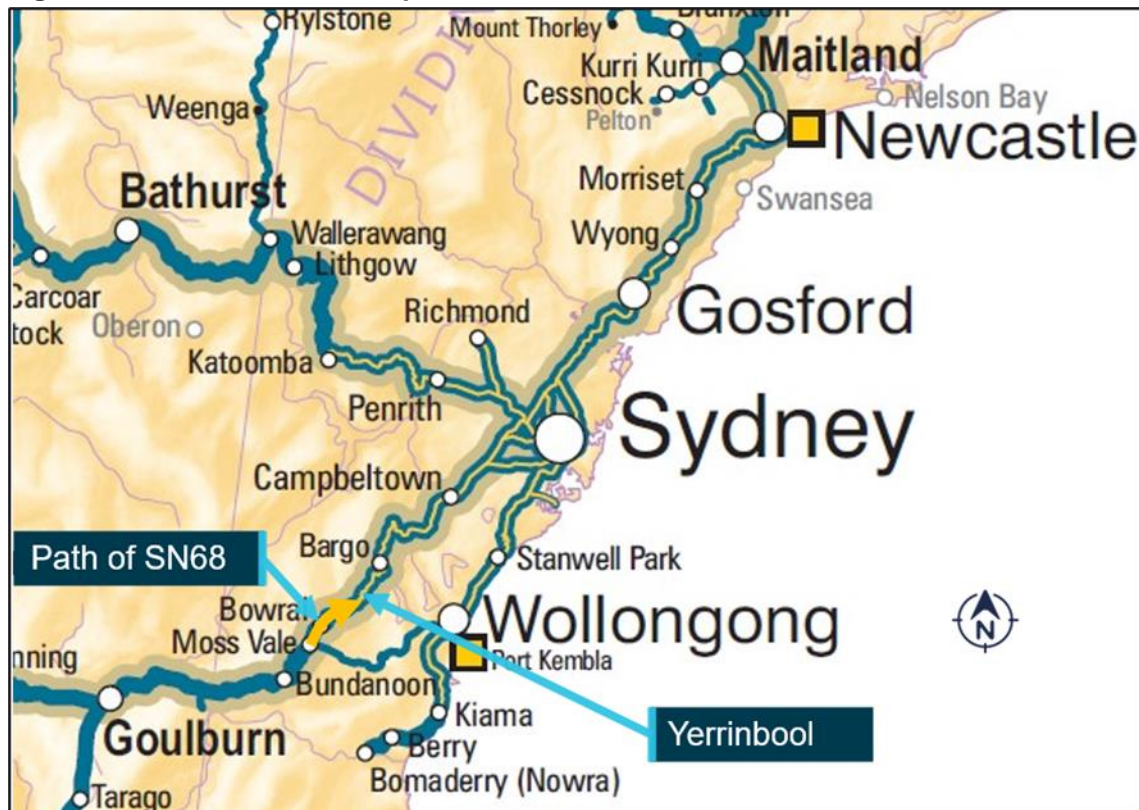 Rylstone
Mount Thorley
Branxton
Maitland
Kurri Kurri
Cessnock
Nelson Bay
Pelton
Weenga
DIVIDI
Newcastle
Bathurst
Morriset
Swansea
Wallerawang
Wyong
Lithgow
Carcoar
tock
Oberon
Richmond
Gosford
Katoomba
Penrith
Sydney
Campbeltown
Path of SN68
Bargo
Stanwell Park
Bowral
Moss Vale
Wollongong
Port Kembla
N
nning
Bundanoon
Goulburn
Kiama
Yerrinbool
Berry
Bomaderry (Nowra)
Tarago